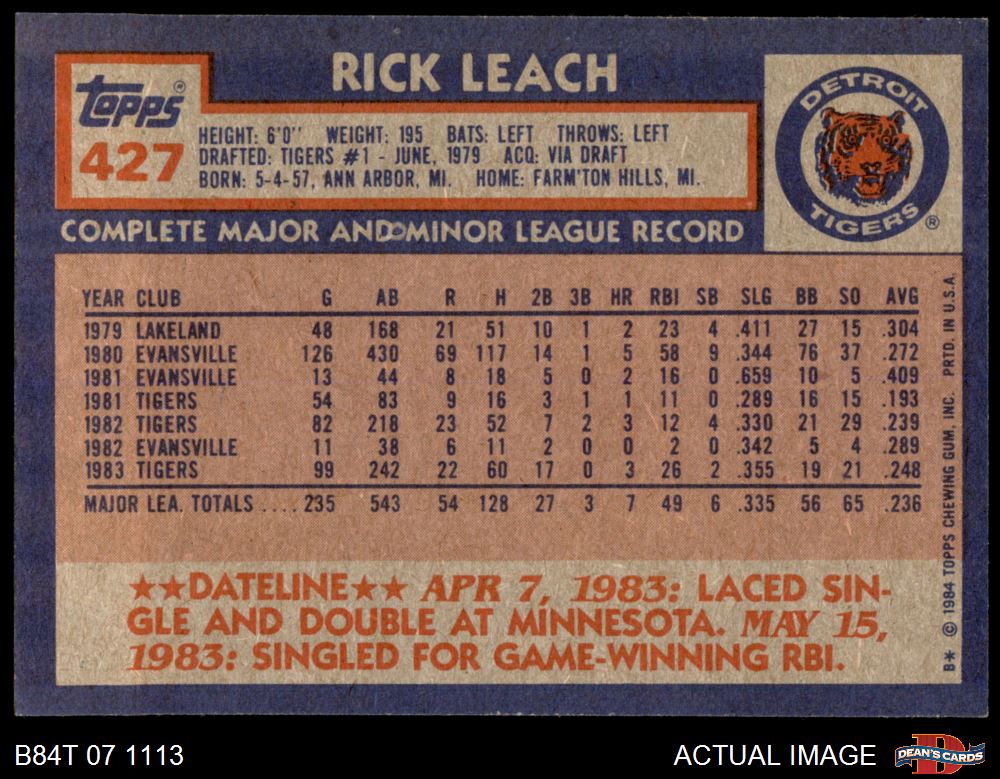 RICK LEACH
Topps®
427
HEIGHT: 6'0" WEIGHT: 195 BATS: LEFT THROWS: LEFT
DRAFTED: TIGERS #1 - JUNE, 1979 ACQ: VIA DRAFT
BORN: 5-4-57, ANN ARBOR, MI. HOME: FARM'TON HILLS, MI.
DETROIT
TIGERS ®
COMPLETE MAJOR AND MINOR LEAGUE RECORD
YEAR CLUB G AB R H 2B 3B HR RBI SB SLG BB SO AVG
1979 LAKELAND 48 168 21 51 10 1 2 23 4 .411 27 15 .304
1980 EVANSVILLE 126 430 69 117 14 1 5 58 9 .344 76 37 .272
1981 EVANSVILLE 13 44 8 18 5 0 2 16 0 .659 10 5 .409
1981 TIGERS 54 83 9 16 3 1 1 11 0 .289 16 15 .193
1982 TIGERS 82 218 23 52 7 2 3 12 4 .330 21 29 .239
1982 EVANSVILLE 11 38 6 11 2 0 0 2 0 .342 5 4 .289
1983 TIGERS 99 242 22 60 17 0 3 26 2 .355 19 21 .248
MAJOR LEA. TOTALS .... 235 543 54 128 27 3 7 49 6 .335 56 65 .236
★★DATELINE★★ APR 7, 1983: LACED SIN-
GLE AND DOUBLE AT MINNESOTA. MAY 15,
1983: SINGLED FOR GAME-WINNING RBI.
B* © 1984 TOPPS CHEWING GUM, INC. PRTD. IN U.S.A.
B84T 07 1113
ACTUAL IMAGE
DEAN'S CARDS